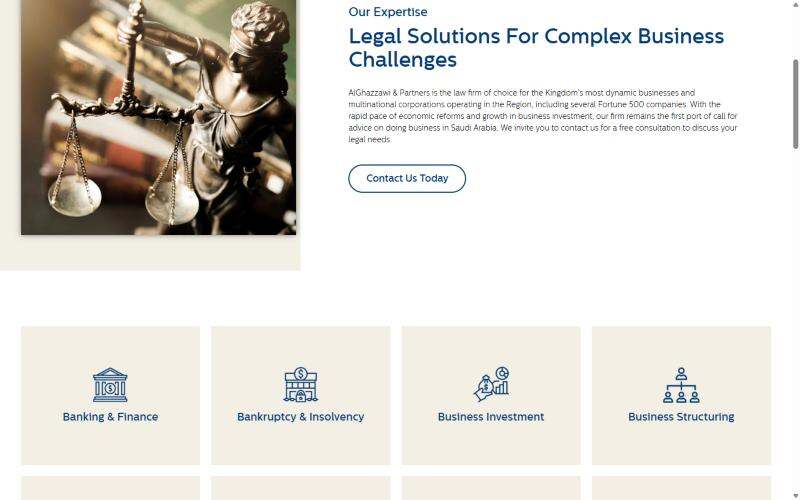 Our Expertise
Legal Solutions For Complex Business
Challenges
AlGhazzawi & Partners is the law firm of choice for the Kingdom's most dynamic businesses and
multinational corporations operating in the Region, including several Fortune 500 companies. With the
rapid pace of economic reforms and growth in business investment, our firm remains the first port of call for
advice on doing business in Saudi Arabia. We invite you to contact us for a free consultation to discuss your
legal needs.
Contact Us Today
Banking & Finance
Bankruptcy & Insolvency
Business Investment
Business Structuring